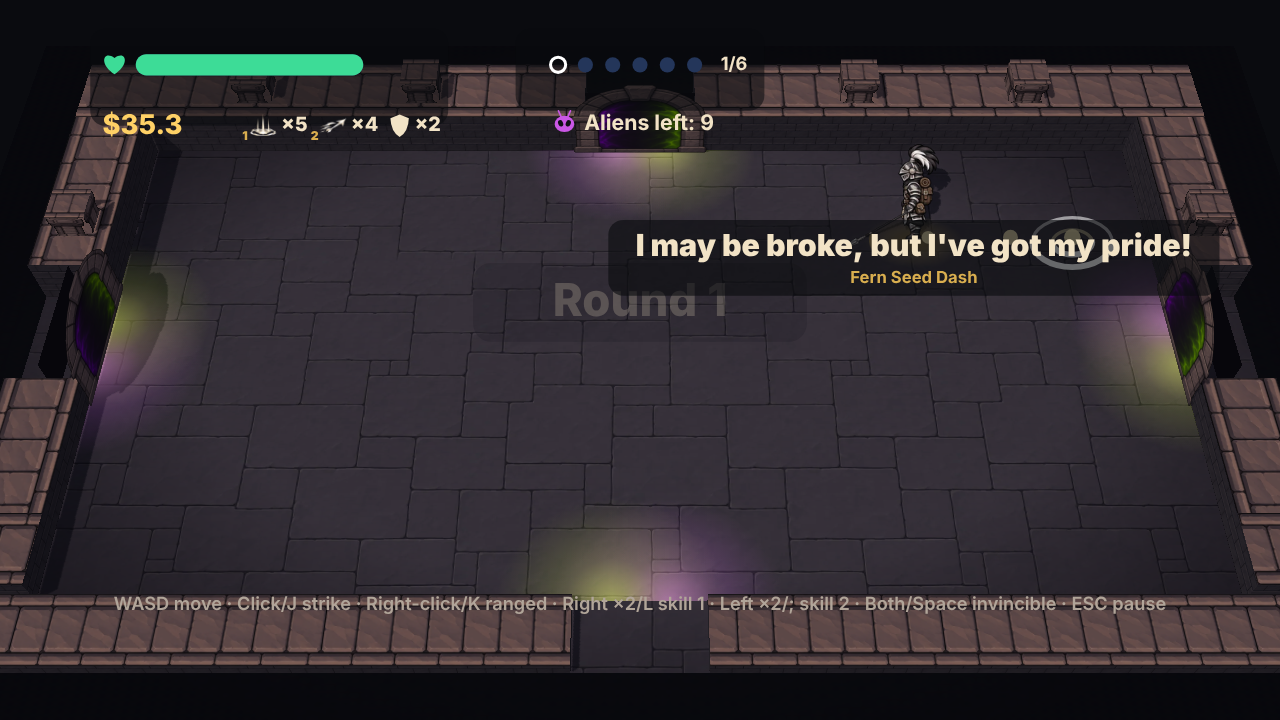 1/6
$35.3
1 ×5 2 ×4 ×2
Aliens left: 9
I may be broke, but I've got my pride!
Fern Seed Dash
Round 1
WASD move · Click/J strike · Right-click/K ranged · Right ×2/L skill 1 · Left ×2/; skill 2 · Both/Space invincible · ESC pause